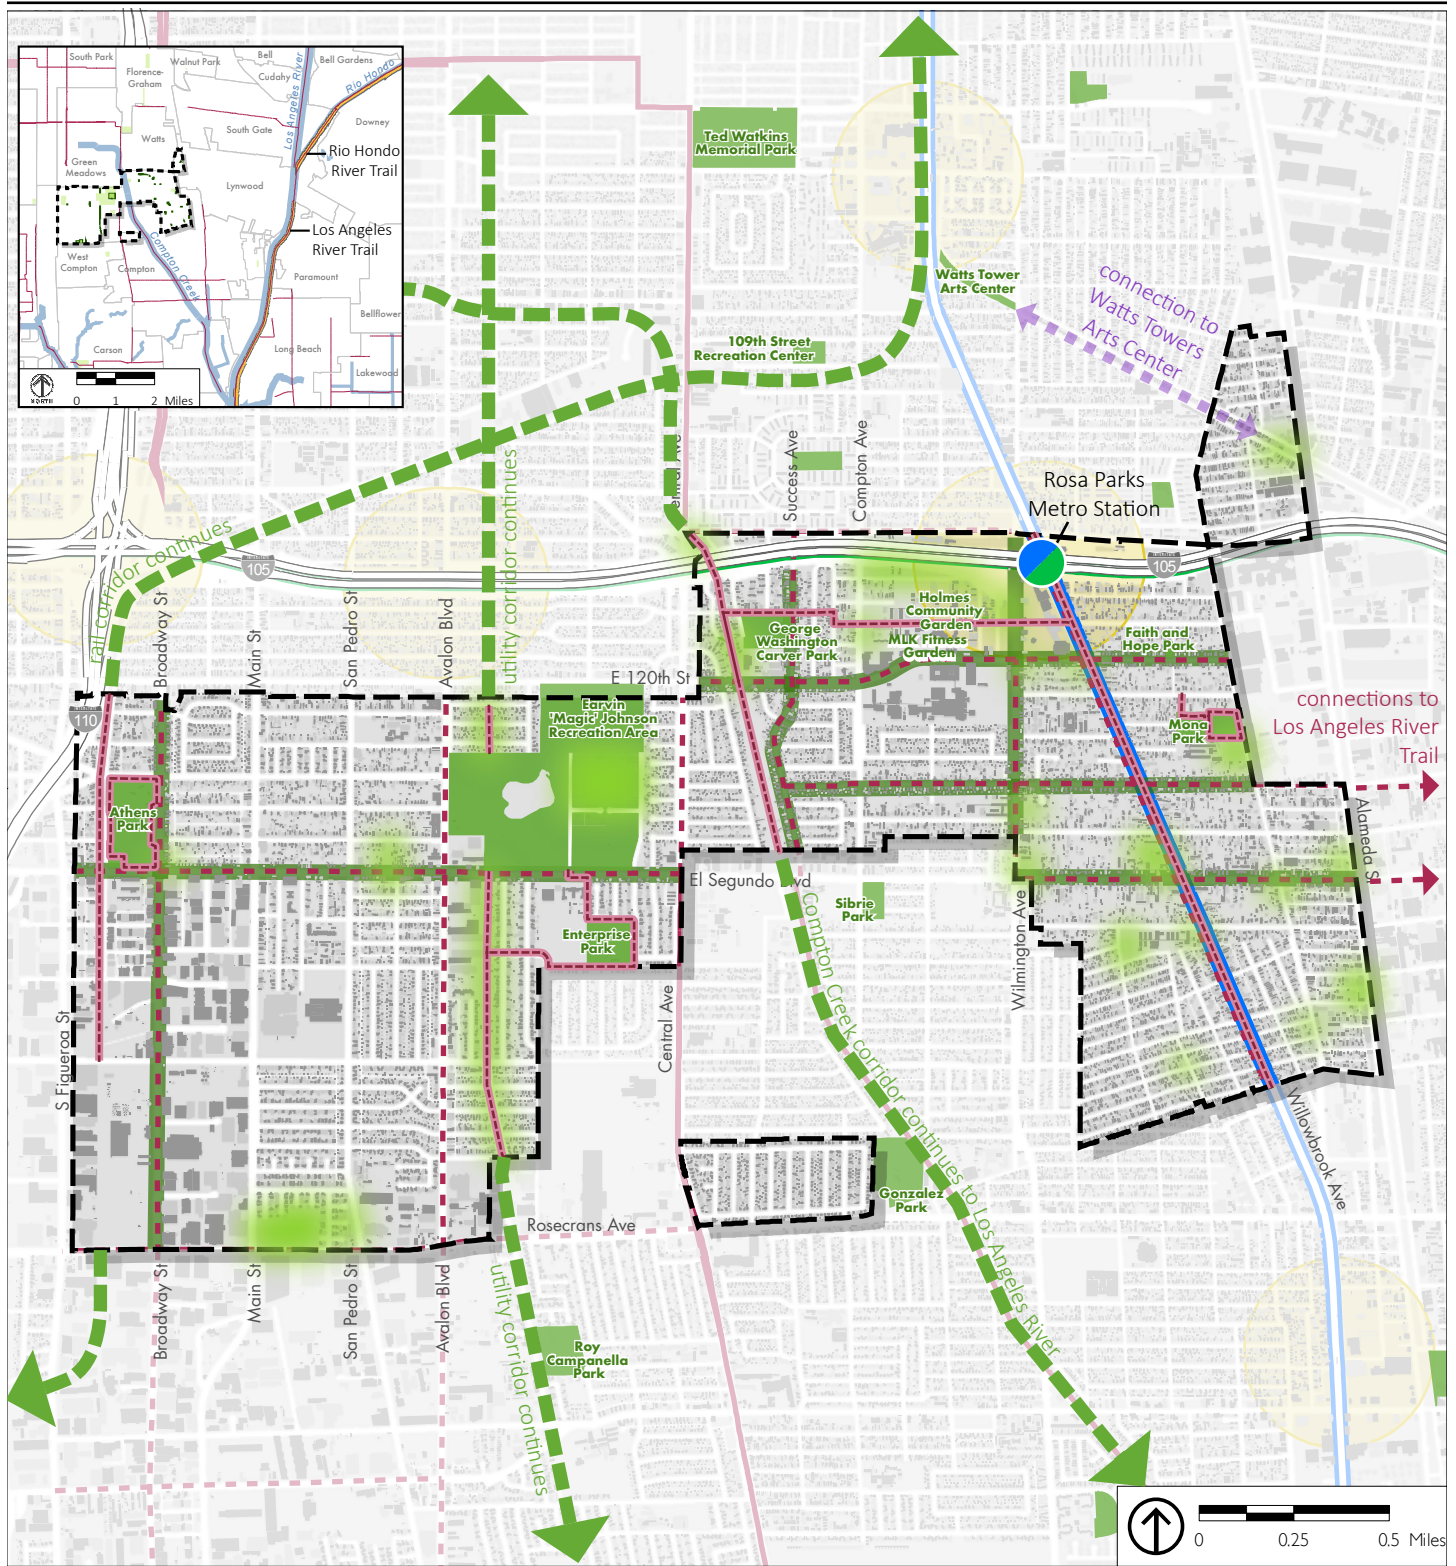 South Park
Walnut Park
Bell
Bell Gardens
Florence-
Graham
Cudahy
Los Angeles River
Rio Hondo
Downey
Watts
South Gate
Rio Hondo
River Trail
Green
Meadows
Lynwood
Los Angeles
River Trail
West
Compton
Compton
Compton Creek
Paramount
Bellflower
Carson
Long Beach
Lakewood
NORTH
0 1 2 Miles
Ted Watkins
Memorial Park
Watts Tower
Arts Center
connection to
Watts Towers
Arts Center
109th Street
Recreation Center
Success Ave
Compton Ave
utility corridor continues
rail corridor continues
Rosa Parks
Metro Station
105
105
Broadway St
Main St
San Pedro St
Avalon Blvd
Holmes
Community
Garden
George
Washington
Carver Park
MLK Fitness
Garden
Faith and
Hope Park
E 120th St
110
Earvin
'Magic' Johnson
Recreation Area
Mona
Park
connections to
Los Angeles River
Trail
Athens
Park
Alameda St
El Segundo Blvd
Sibrie
Park
Enterprise
Park
Wilmington Ave
Central Ave
S Figueroa St
Compton Creek corridor continues to Los Angeles River
Willowbrook Ave
Gonzalez
Park
Rosecrans Ave
Broadway St
Main St
San Pedro St
Avalon Blvd
utility corridor continues
Roy
Campanella
Park
0 0.25 0.5 Miles